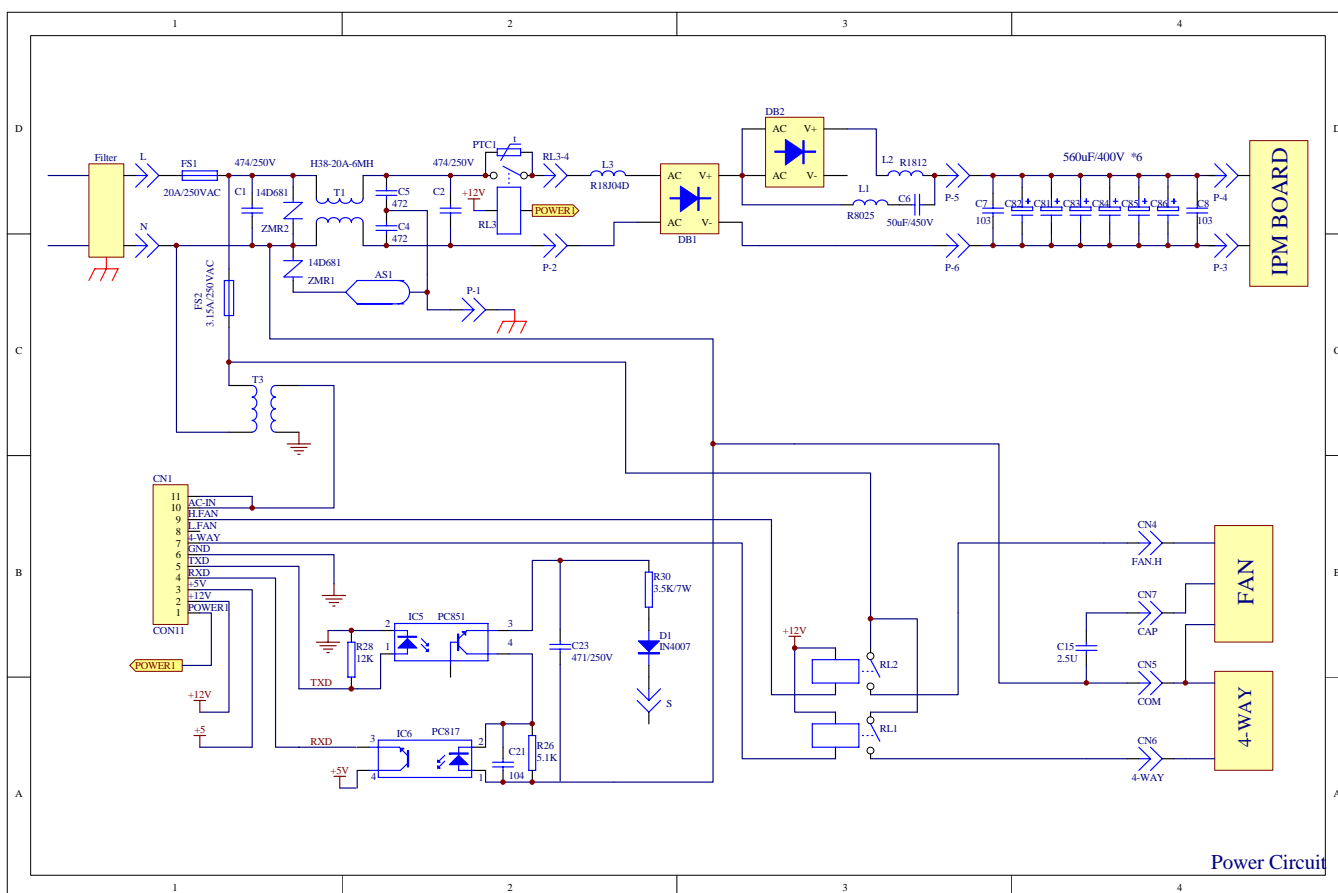 1 2 3 4
D D
DB2
AC V+
AC V-
Filter L FS1 474/250V H38-20A-6MH 474/250V PTC1 t RL3-4 L3 L2 R1812 560uF/400V *6
20A/250VAC C1 14D681 T1 C5 472 C2 +12V R18J04D AC V+ L1 C6 P-5 C7 C82 C81 C83 C84 C85 C86 C8 P-4
ZMR2 C4 472 RL3 POWER1 AC V- R8025 50uF/450V 103 103
N P-2 DB1 P-6 P-3 IPM BOARD
+ + + + + +
14D681
ZMR1 AS1 P-1
FS2
3.15A/250VAC
C
T3
CN1
11
10 AC-IN
9 H.FAN
8 L.FAN
7 4-WAY
6 GND
5 TXD
4 RXD
3 +5V
2 +12V
1 POWER1
CON11
B B
CN4
FAN.H
CN7
CAP
FAN
R30
3.5K/7W
IC5 PC851
2 3
1 4
R28
12K
C23
471/250V
D1
IN4007
+12V
C15
2.5U
RL2
CN5
COM
POWER1
TXD
S
+12V
+5
RL1
4-WAY
RXD IC6 PC817
3 2
4 1
C21
104
R26
5.1K
CN6
4-WAY
+5V
A A
Power Circuit
1 2 3 4